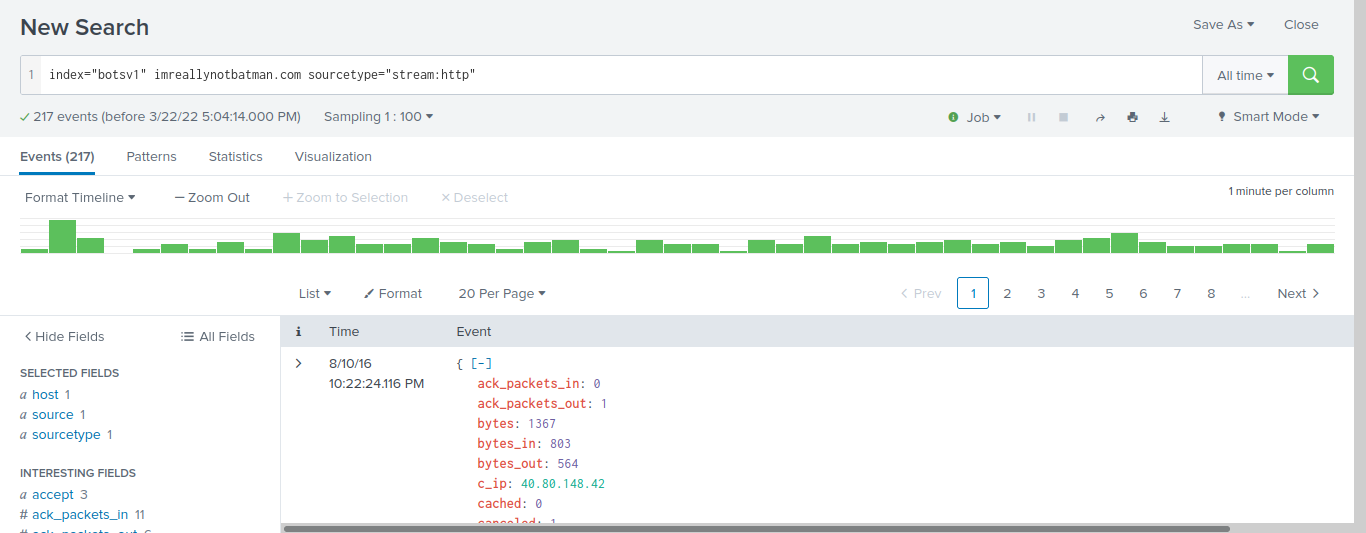 New Search
Save As ▾ Close
1 index="botsv1" imreallynotbatman.com sourcetype="stream:http"
All time ▾
✓ 217 events (before 3/22/22 5:04:14.000 PM) Sampling 1 : 100 ▾
Job ▾ Smart Mode ▾
Events (217) Patterns Statistics Visualization
Format Timeline ▾ — Zoom Out + Zoom to Selection × Deselect
1 minute per column
List ▾ Format 20 Per Page ▾
< Prev 1 2 3 4 5 6 7 8 ... Next >
< Hide Fields All Fields
i Time Event
SELECTED FIELDS
a host 1
a source 1
a sourcetype 1
INTERESTING FIELDS
a accept 3
# ack_packets_in 11
# ack_packets_out 6
> 8/10/16
10:22:24.116 PM
{ [-]
ack_packets_in: 0
ack_packets_out: 1
bytes: 1367
bytes_in: 803
bytes_out: 564
c_ip: 40.80.148.42
cached: 0
canceled: 1